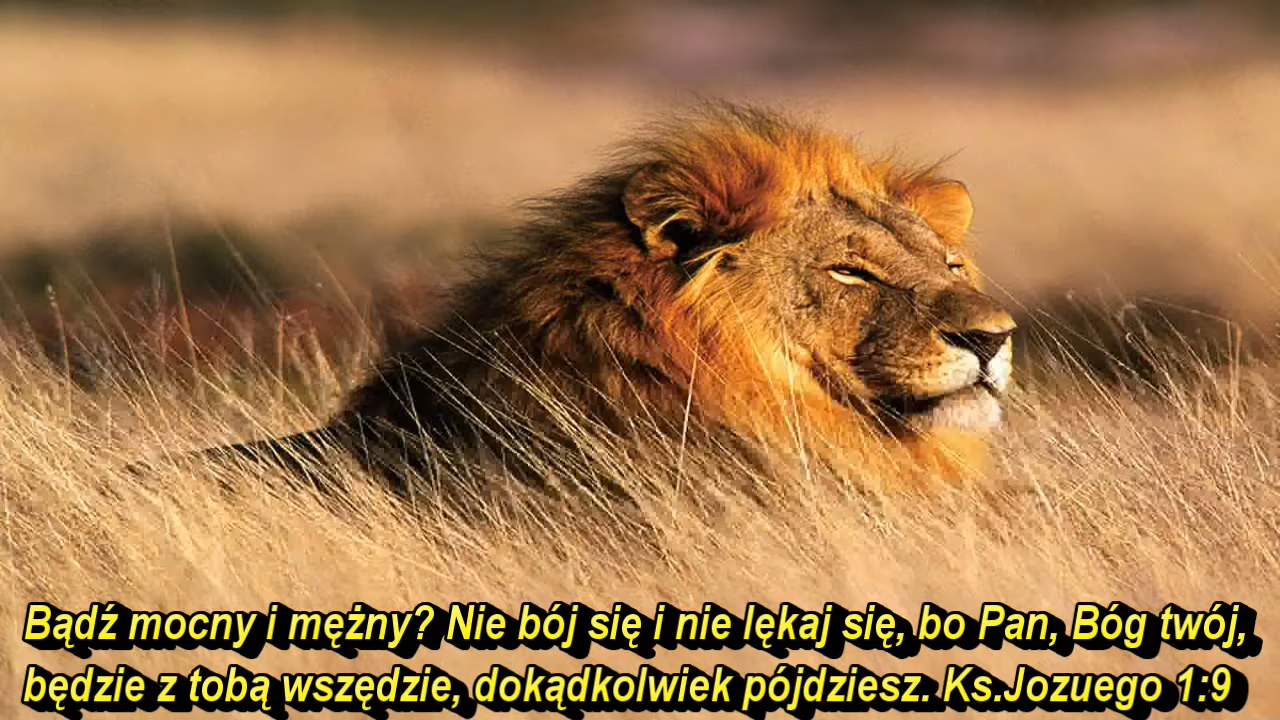 Bądź mocny i mężny? Nie bój się i nie lękaj się, bo Pan, Bóg twój,
będzie z tobą wszędzie, dokądkolwiek pójdziesz. Ks.Jozuego 1:9